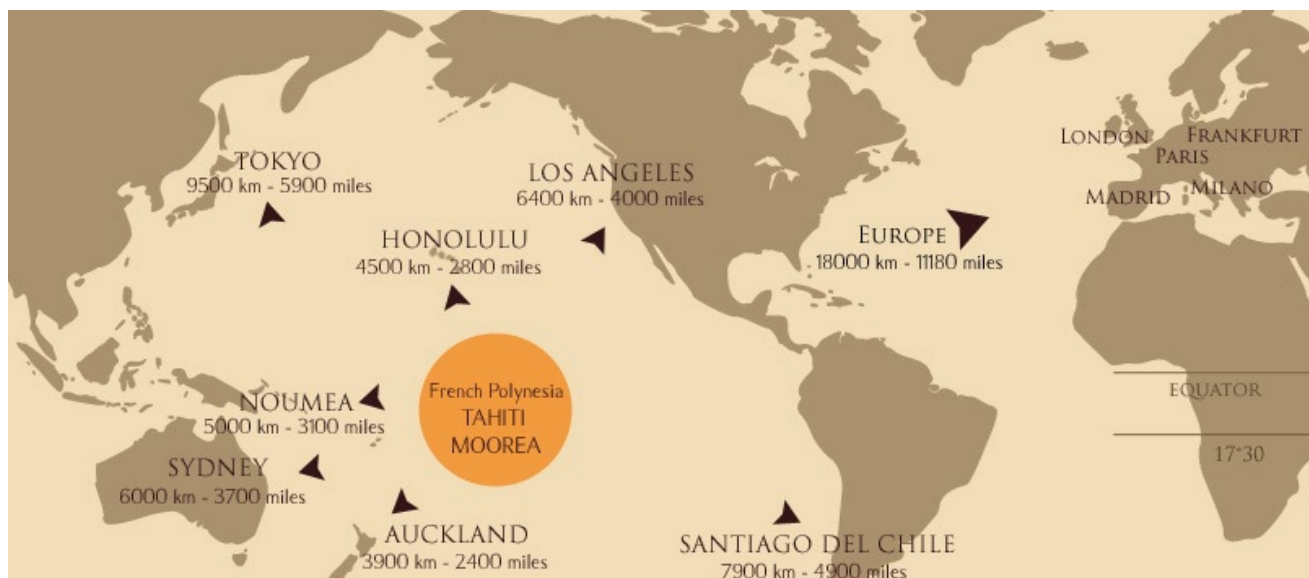 TOKYO
9500 km - 5900 miles
LOS ANGELES
6400 km - 4000 miles
HONOLULU
4500 km - 2800 miles
LONDON
FRANKFURT
PARIS
MADRID
MILANO
EUROPE
18000 km - 11180 miles
French Polynesia
TAHITI
MOOREA
NOUMEA
5000 km - 3100 miles
SYDNEY
6000 km - 3700 miles
AUCKLAND
3900 km - 2400 miles
SANTIAGO DEL CHILE
7900 km - 4900 miles
EQUATOR
17°30